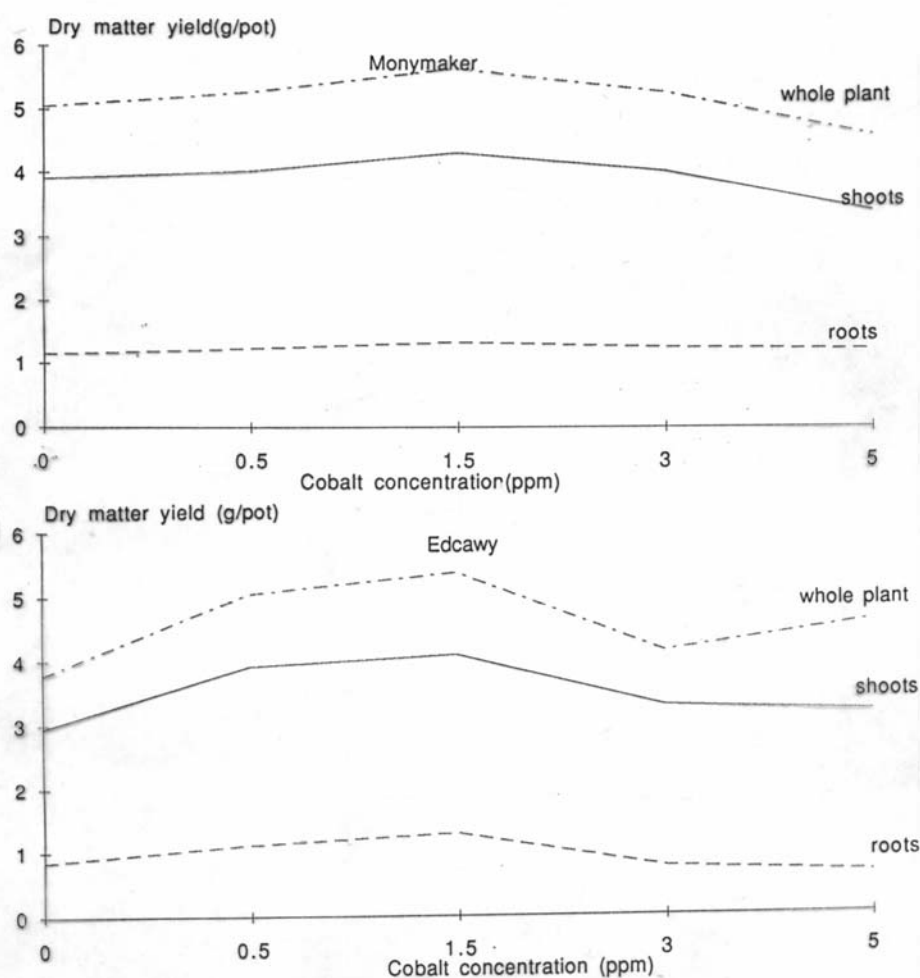 Dry matter yield(g/pot)
6
Monymaker
whole plant
5
4
shoots
3
2
roots
1
0
0 0.5 1.5 3 5
Cobalt concentration(ppm)
Dry matter yield (g/pot)
6
Edcawy
whole plant
5
4
shoots
3
2
roots
1
0
0 0.5 1.5 3 5
Cobalt concentration (ppm)